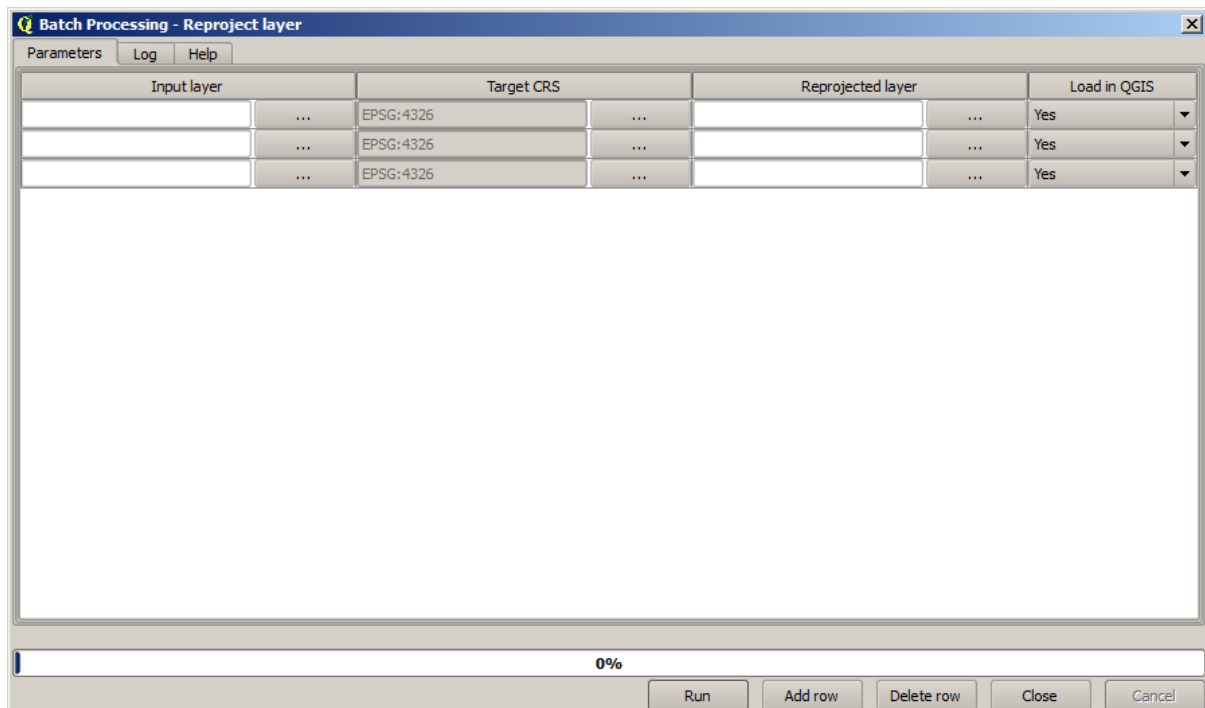 Batch Processing - Reproject layer
Parameters Log Help
Input layer Target CRS Reprojected layer Load in QGIS
... EPSG:4326 ... ... Yes
... EPSG:4326 ... ... Yes
... EPSG:4326 ... ... Yes
0%
Run Add row Delete row Close Cancel